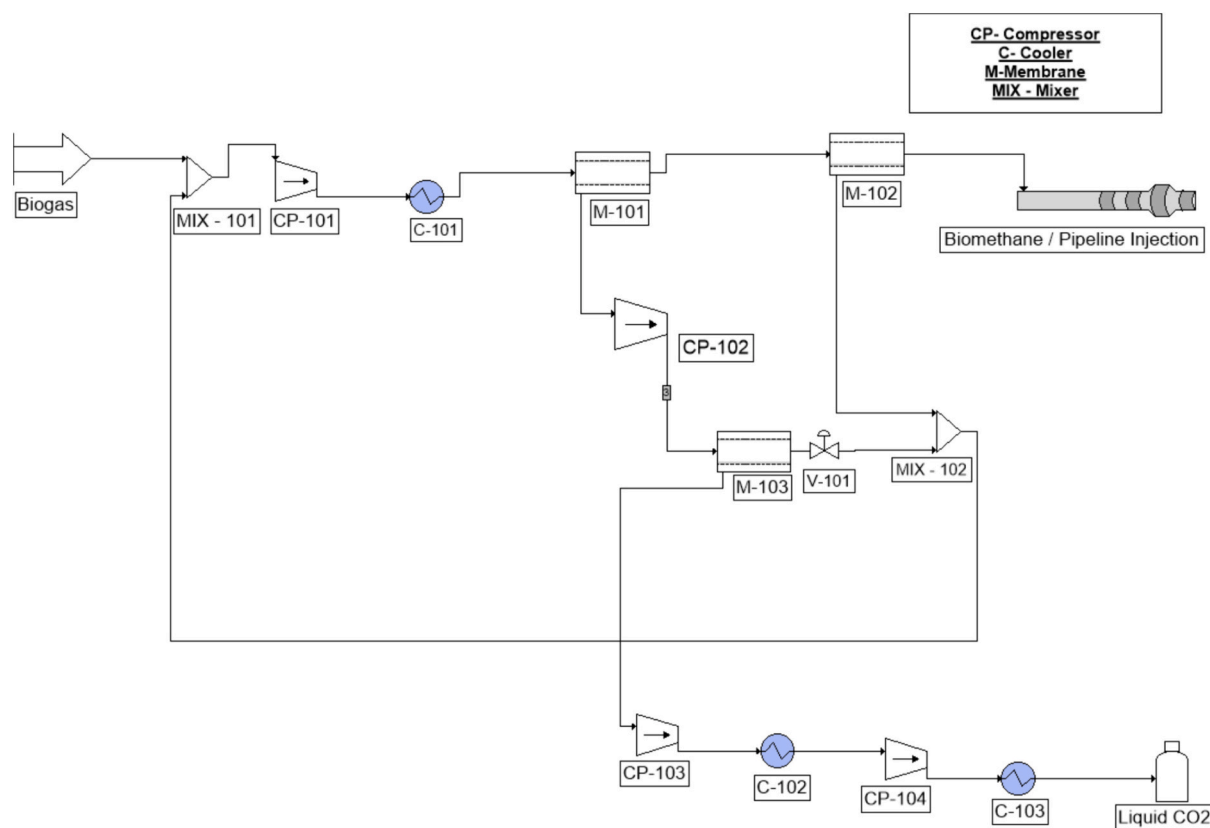 CP- Compressor
C- Cooler
M-Membrane
MIX - Mixer
Biogas
MIX - 101
CP-101
C-101
M-101
M-102
Biomethane / Pipeline Injection
CP-102
M-103
V-101
MIX - 102
CP-103
C-102
CP-104
C-103
Liquid CO2